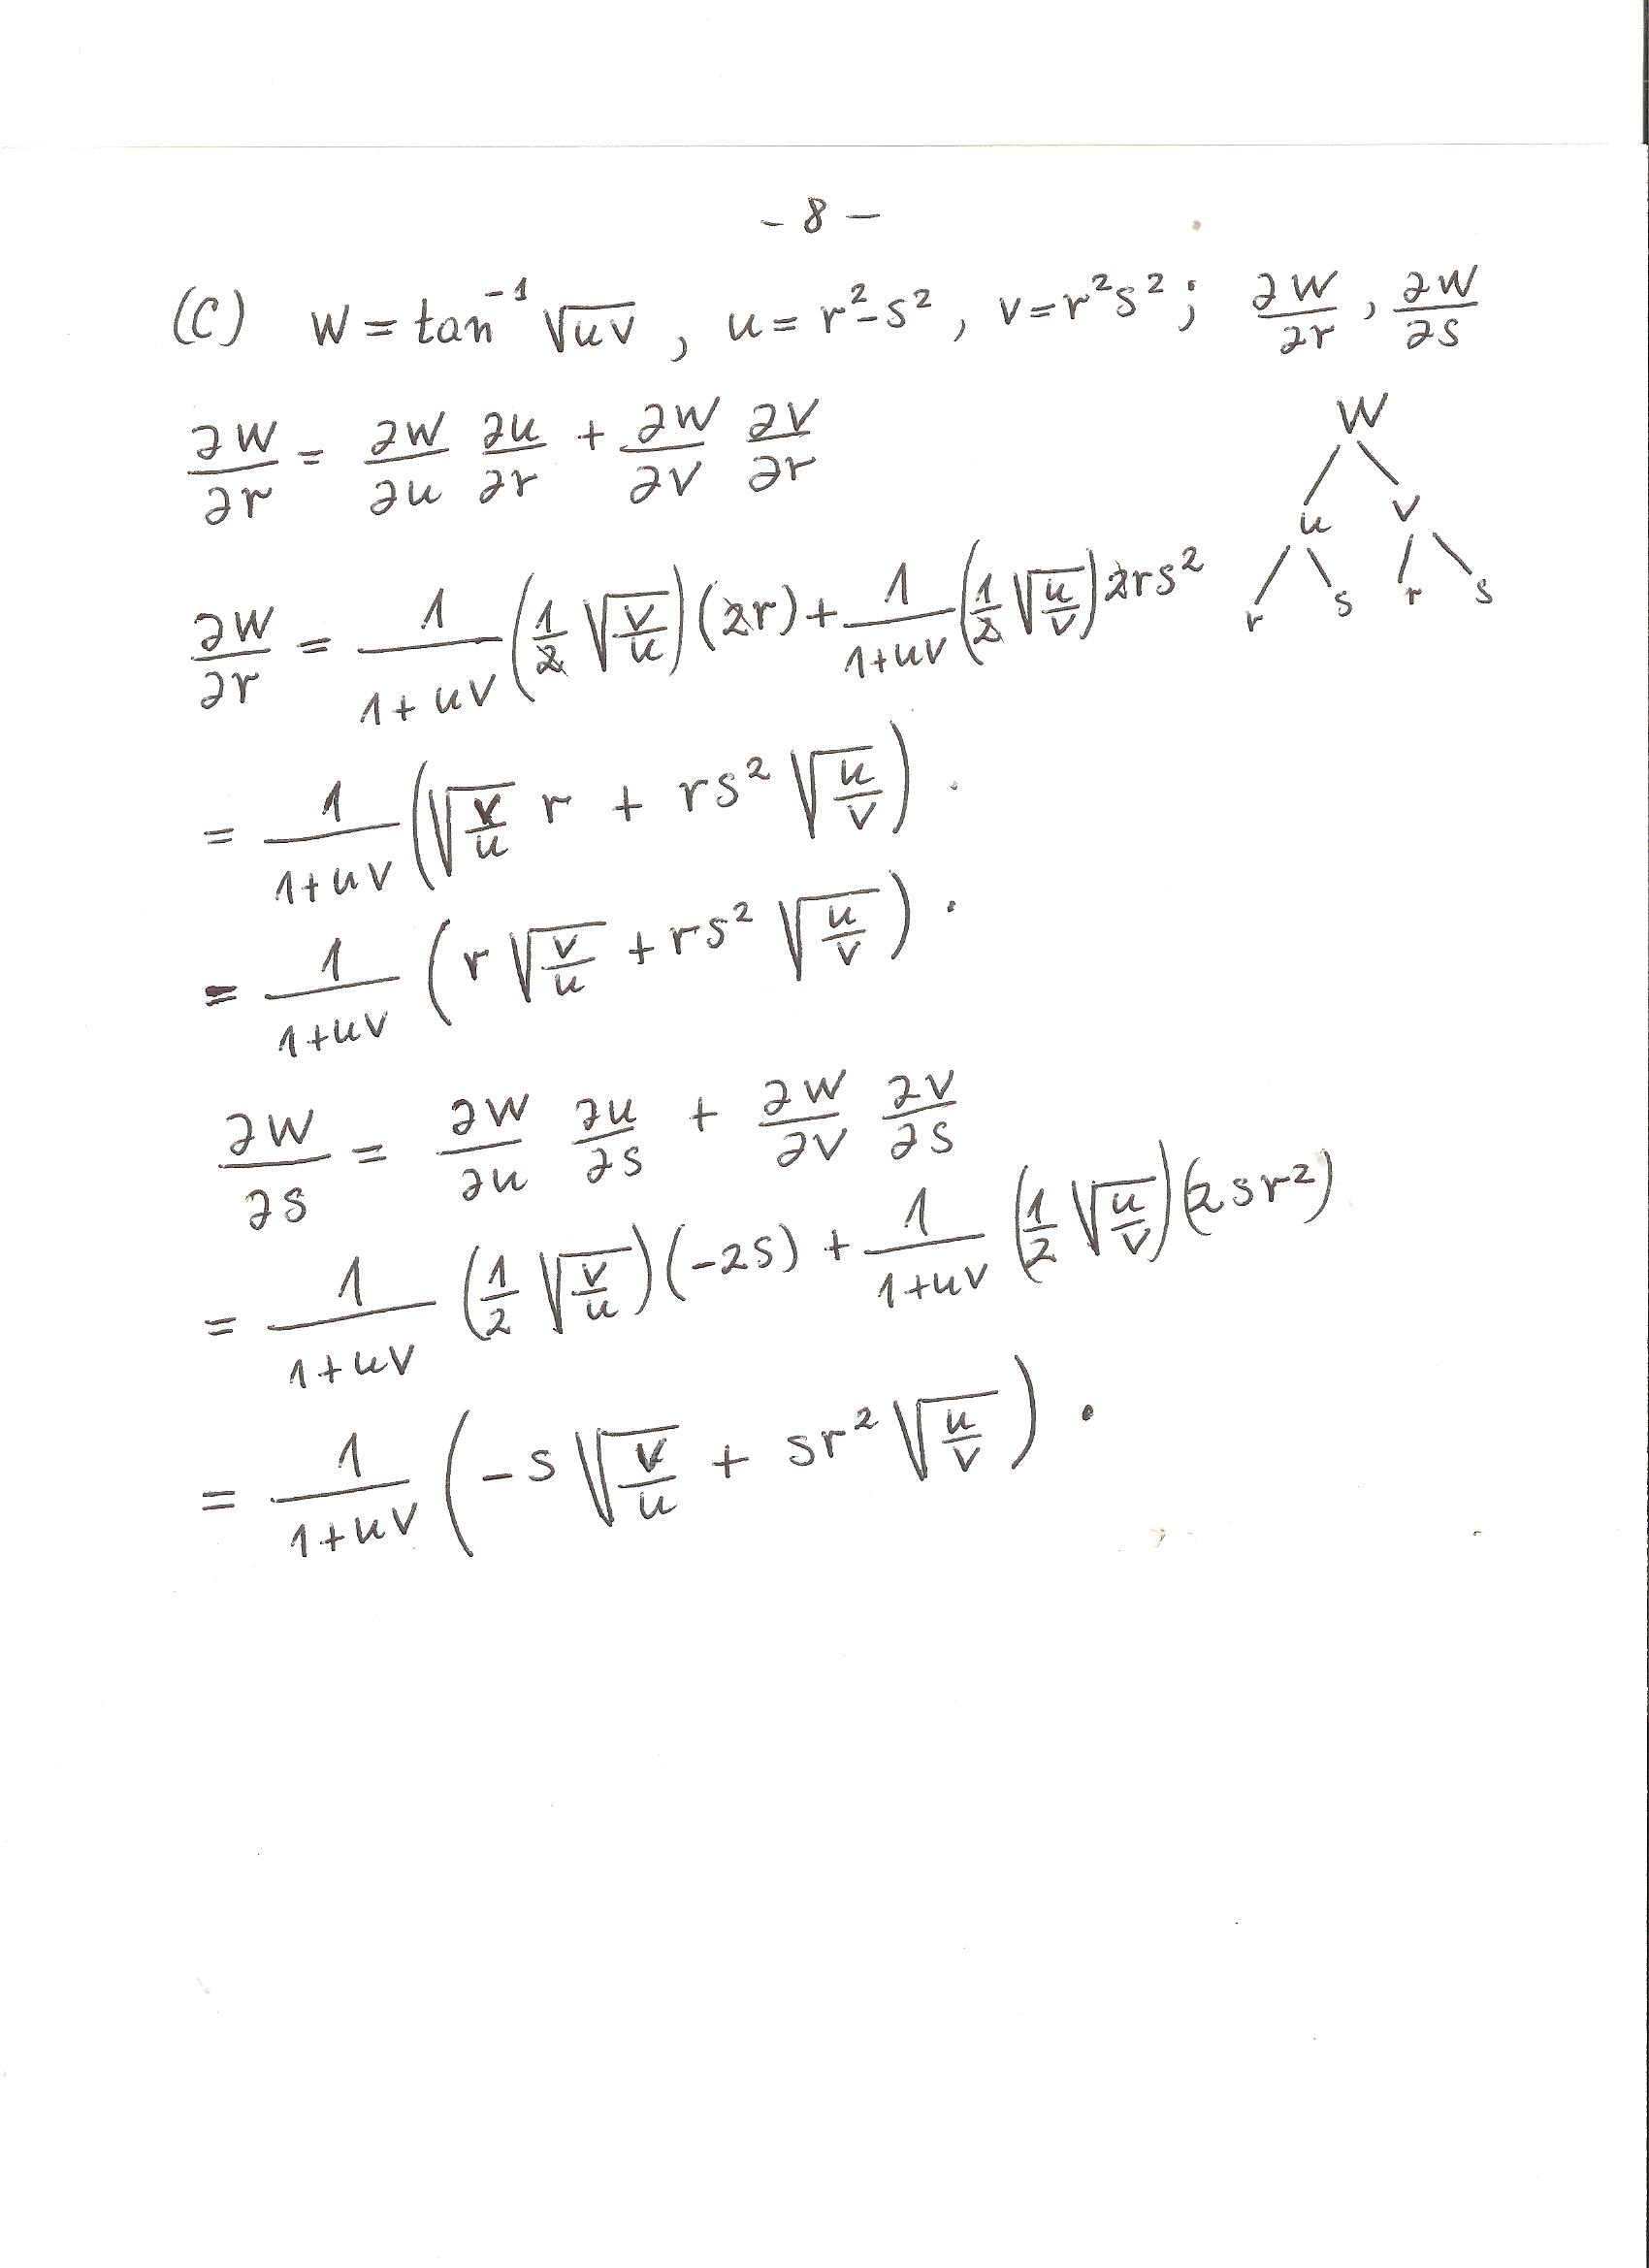 - 8 -
(C) W = tan⁻¹ √(uv) , u = r² - s² , v = r²s² ; ∂W/∂r , ∂W/∂s
∂W/∂r = ∂W/∂u ∂u/∂r + ∂W/∂v ∂v/∂r
W
u v
r s r s
∂W/∂r = 1/(1+uv) (1/2 √(v/u)) (2r) + 1/(1+uv) (1/2 √(u/v)) 2rs²
= 1/(1+uv) (√(v/u) r + rs² √(u/v)) .
= 1/(1+uv) (r √(v/u) + rs² √(u/v)) .
∂W/∂s = ∂W/∂u ∂u/∂s + ∂W/∂v ∂v/∂s
= 1/(1+uv) (1/2 √(v/u)) (-2s) + 1/(1+uv) (1/2 √(u/v)) (2sr²)
= 1/(1+uv) (-s √(v/u) + sr² √(u/v)) .